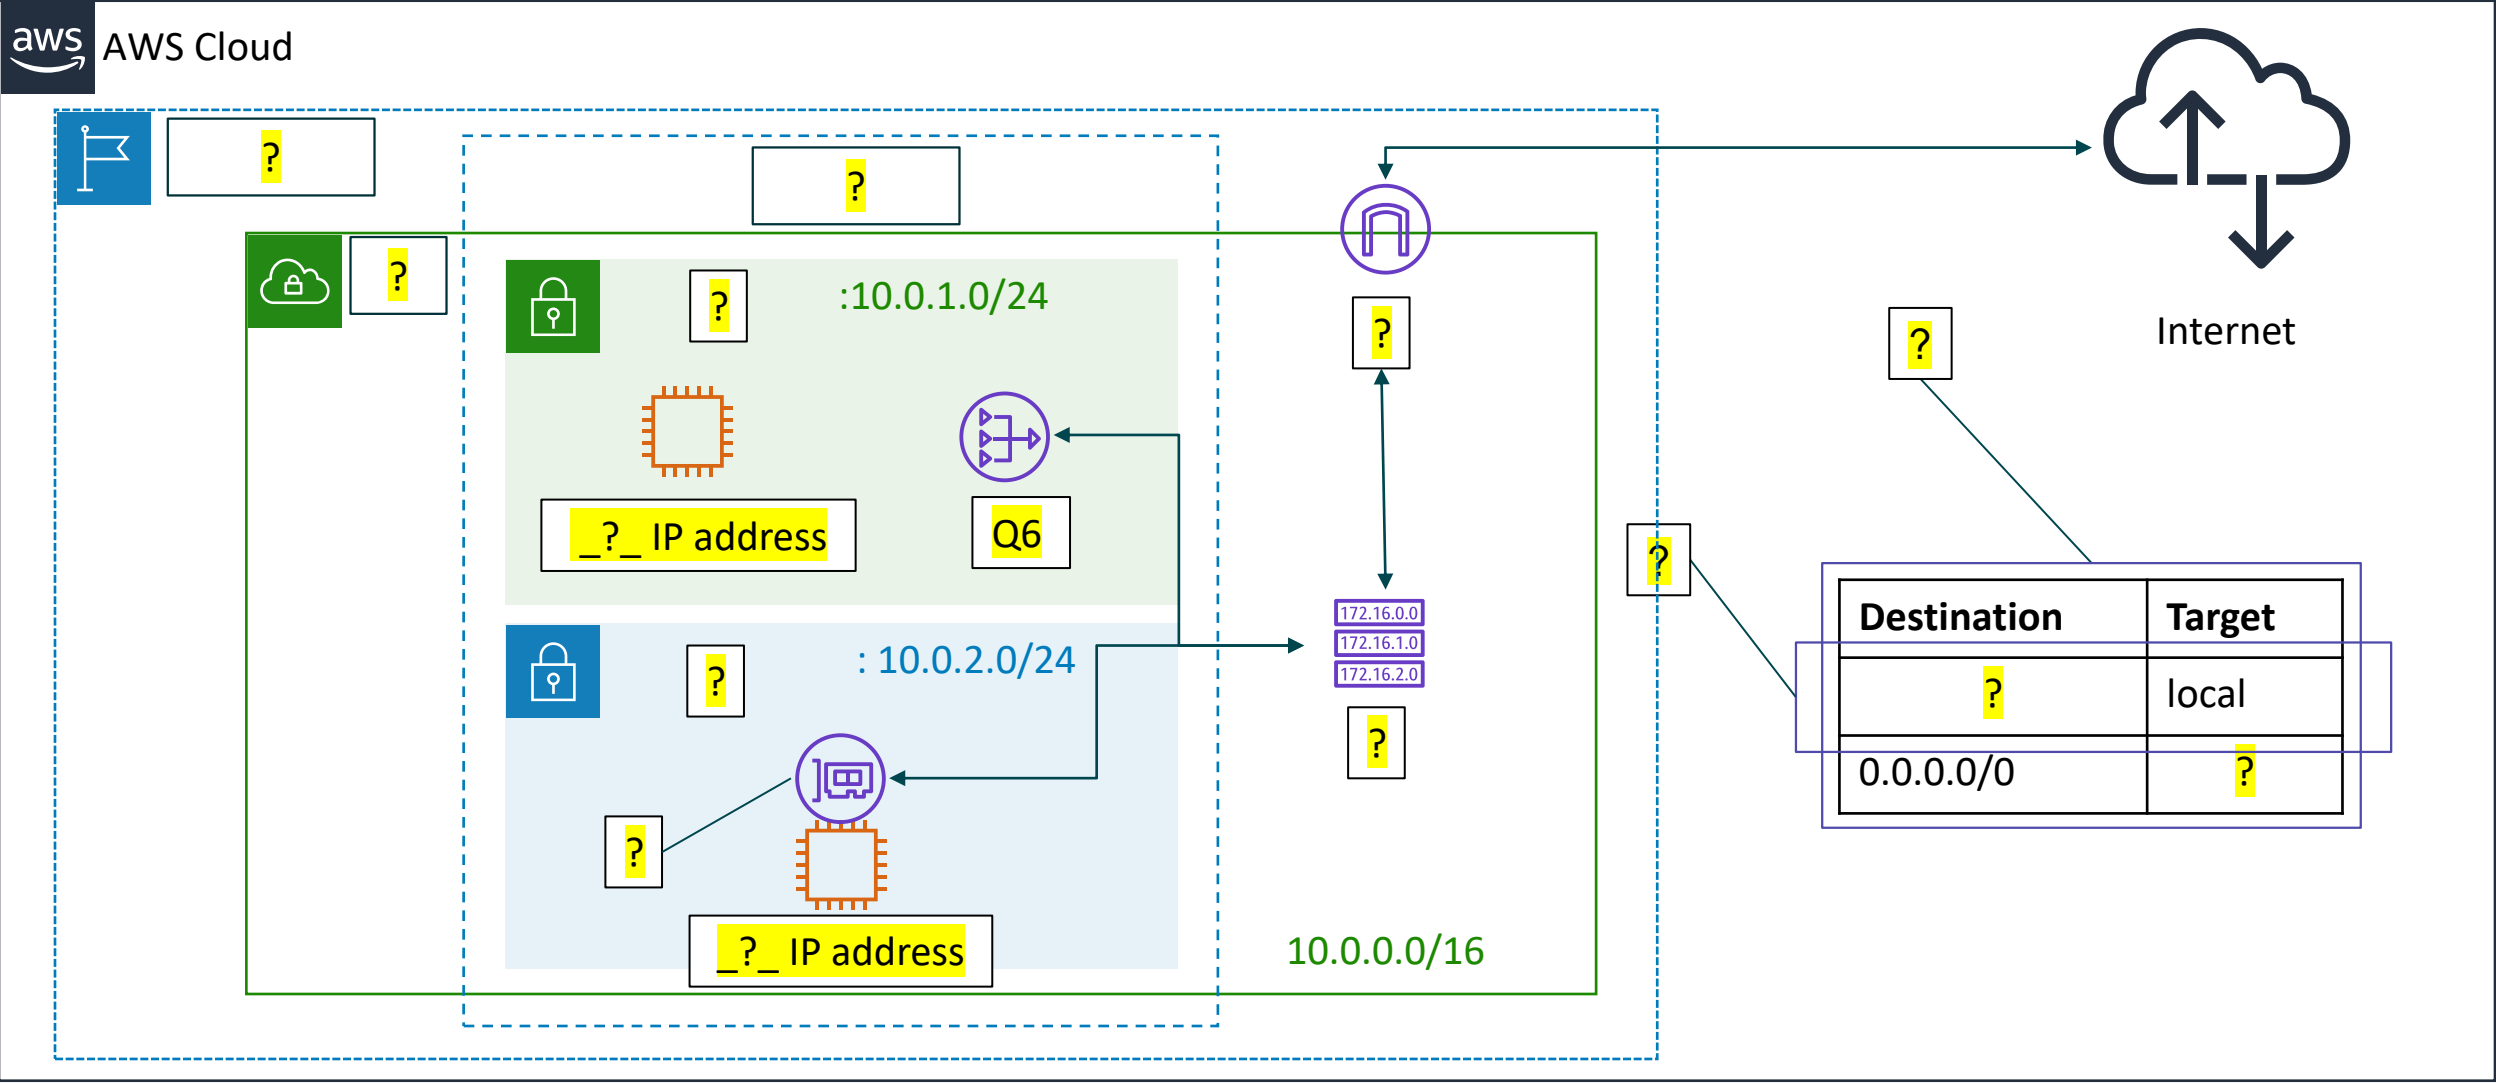 aws
AWS Cloud
?
?
?
?
:10.0.1.0/24
?
?
Internet
_?_ IP address
Q6
?
172.16.0.0
172.16.1.0
172.16.2.0
?
?
: 10.0.2.0/24
?
_?_ IP address
10.0.0.0/16
Destination Target
? local
0.0.0.0/0 ?